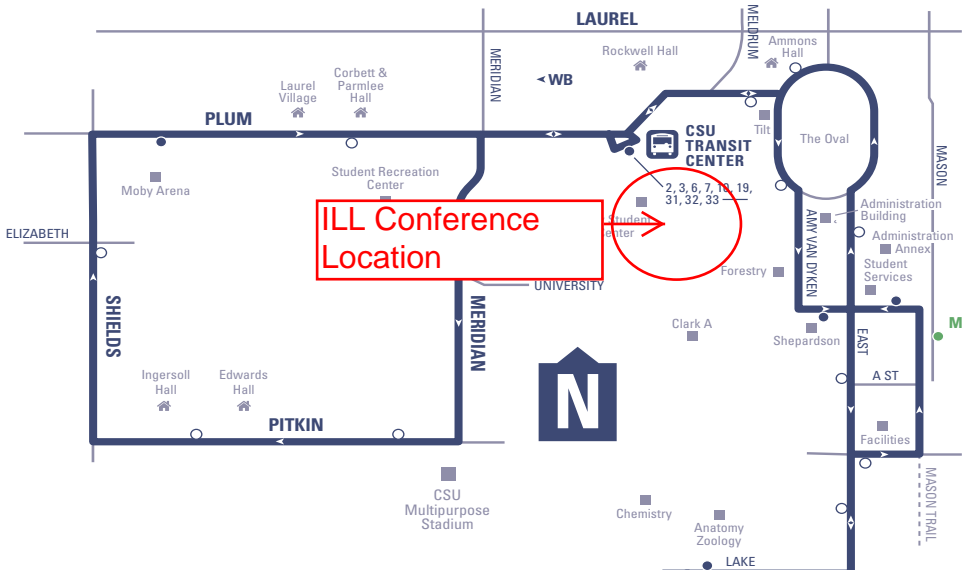 LAUREL
MERIDIAN
MELDRUM
Rockwell Hall
Ammons
Hall
WB
Corbett &
Parmlee
Hall
Laurel
Village
PLUM
CSU
TRANSIT
CENTER
Tilt
The Oval
MASON
Moby Arena
Student Recreation
Center
2, 3, 6, 7, 10, 19,
31, 32, 33
ILL Conference
Location
Student
enter
AMY VAN DYKEN
Administration
Building
Administration
Annex
Student
Services
ELIZABETH
Forestry
UNIVERSITY
SHIELDS
MERIDIAN
Clark A
Shepardson
EAST
M
A ST
Ingersoll
Hall
Edwards
Hall
N
PITKIN
Facilities
MASON TRAIL
CSU
Multipurpose
Stadium
Chemistry
Anatomy
Zoology
LAKE